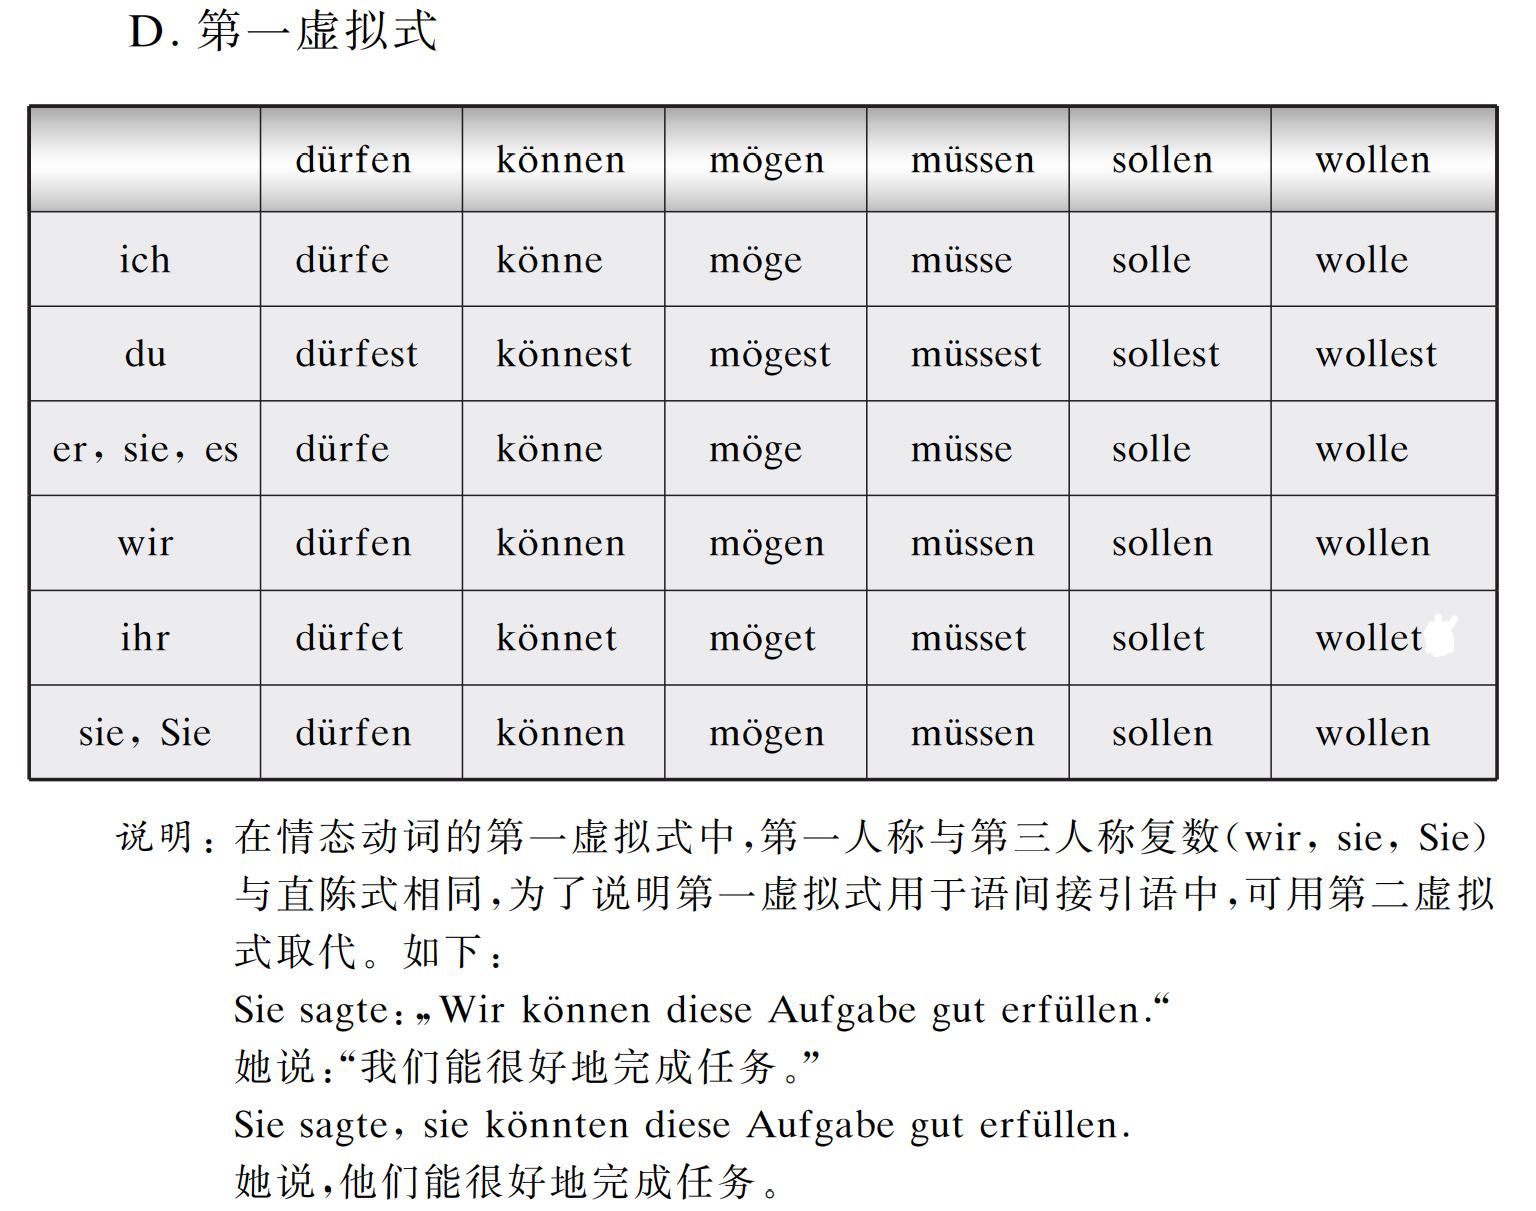 D. 第一虚拟式
dürfen können mögen müssen sollen wollen
ich dürfe könne möge müsse solle wolle
du dürfest könnest mögest müssest sollest wollest
er, sie, es dürfe könne möge müsse solle wolle
wir dürfen können mögen müssen sollen wollen
ihr dürfet könnet möget müsset sollet wollet
sie, Sie dürfen können mögen müssen sollen wollen
说明：在情态动词的第一虚拟式中，第一人称与第三人称复数（wir, sie, Sie）
与直陈式相同，为了说明第一虚拟式用于语间接引语中，可用第二虚拟
式取代。如下：
Sie sagte: „Wir können diese Aufgabe gut erfüllen.“
她说：“我们能很好地完成任务。”
Sie sagte, sie könnten diese Aufgabe gut erfüllen.
她说，他们能很好地完成任务。